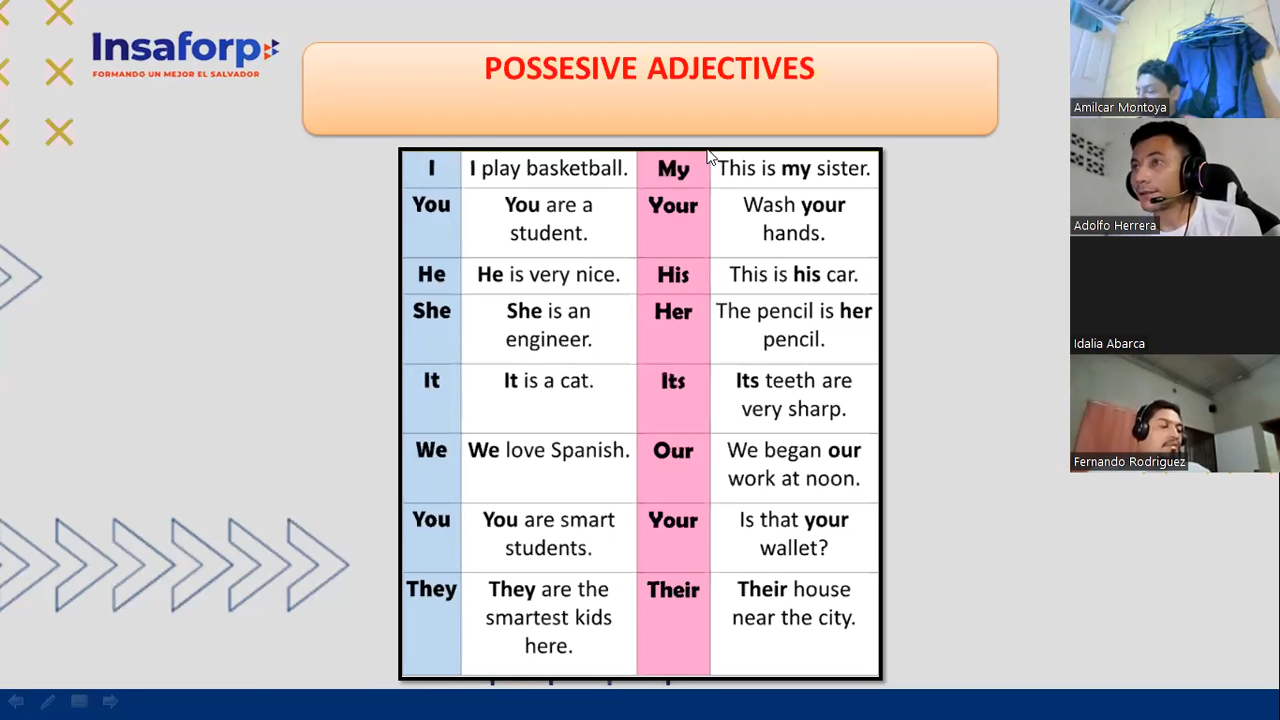 Insaforp
FORMANDO UN MEJOR EL SALVADOR
POSSESIVE ADJECTIVES
I
I play basketball.
My
This is my sister.
You
You are a
student.
Your
Wash your
hands.
He
He is very nice.
His
This is his car.
She
She is an
engineer.
Her
The pencil is her
pencil.
It
It is a cat.
Its
Its teeth are
very sharp.
We
We love Spanish.
Our
We began our
work at noon.
You
You are smart
students.
Your
Is that your
wallet?
They
They are the
smartest kids
here.
Their
Their house
near the city.
Amilcar Montoya
Adolfo Herrera
Idalia Abarca
Fernando Rodriguez